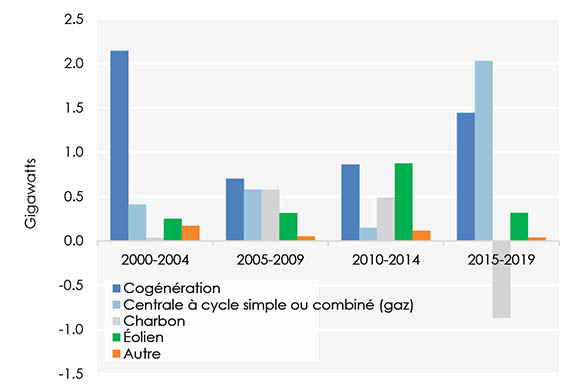 2.5
2.0
1.5
1.0
0.5
0.0
-0.5
-1.0
-1.5
Gigawatts
2000-2004
2005-2009
2010-2014
2015-2019
Cogénération
Centrale à cycle simple ou combiné (gaz)
Charbon
Éolien
Autre